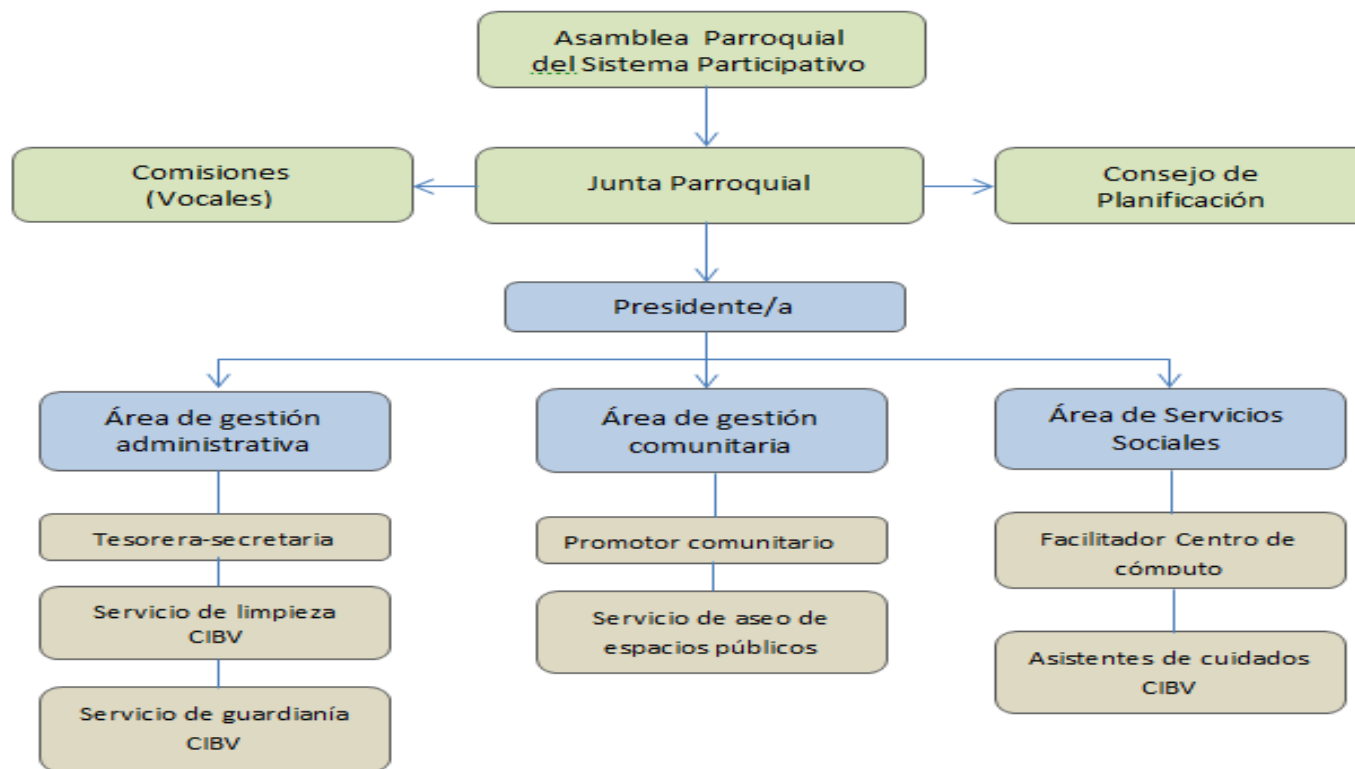 Asamblea Parroquial
del Sistema Participativo
Comisiones
(Vocales)
Junta Parroquial
Consejo de
Planificación
Presidente/a
Área de gestión
administrativa
Área de gestión
comunitaria
Área de Servicios
Sociales
Tesorera-secretaria
Promotor comunitario
Facilitador Centro de
cómputo
Servicio de limpieza
CIBV
Servicio de aseo de
espacios públicos
Asistentes de cuidados
CIBV
Servicio de guardianía
CIBV